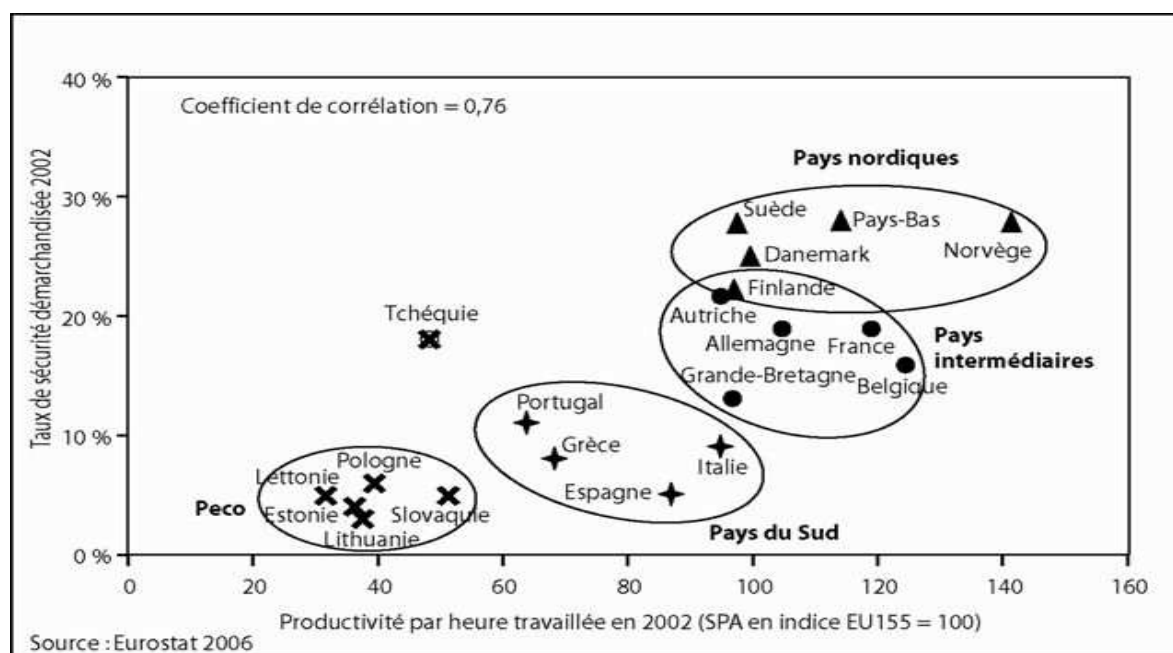 Taux de sécurité démarchandisée 2002
40 %
30 %
20 %
10 %
0 %
Coefficient de corrélation = 0,76
Pays nordiques
Suède
Pays-Bas
Danemark
Norvège
Finlande
Tchéquie
Autriche
Allemagne
France
Pays
intermédiaires
Grande-Bretagne
Belgique
Portugal
Grèce
Italie
Espagne
Pays du Sud
Pologne
Lettonie
Peco
Estonie
Slovaquie
Lithuanie
0 20 40 60 80 100 120 140 160
Productivité par heure travaillée en 2002 (SPA en indice EU155 = 100)
Source : Eurostat 2006